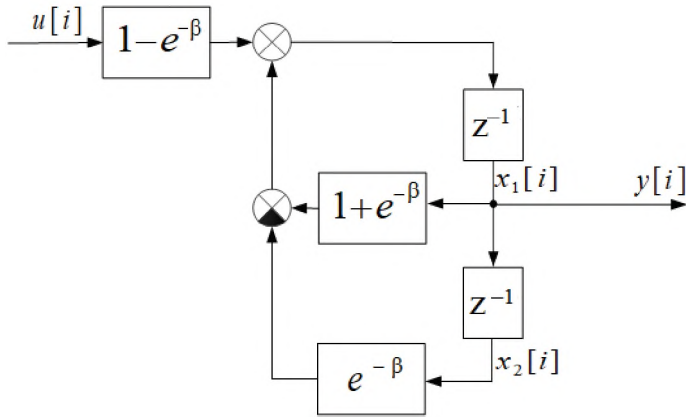 u[i]
1−e^{−β}
z^{−1}
x₁[i]
y[i]
1+e^{−β}
z^{−1}
x₂[i]
e^{−β}